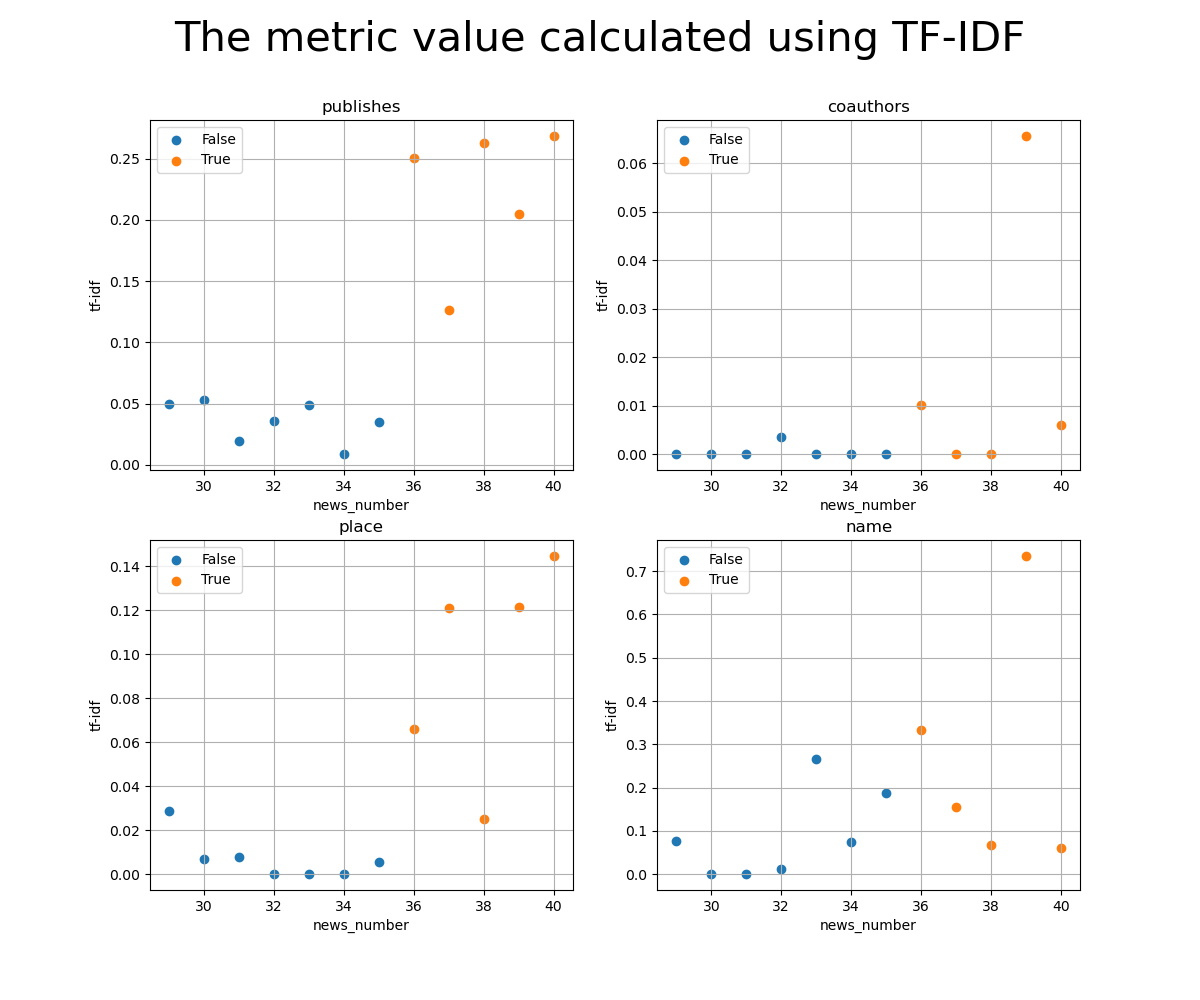 The metric value calculated using TF-IDF
publishes
False
True
0.25
0.20
0.15
0.10
0.05
0.00
tf-idf
30 32 34 36 38 40
news_number
coauthors
False
True
0.06
0.05
0.04
0.03
0.02
0.01
0.00
tf-idf
30 32 34 36 38 40
news_number
place
False
True
0.14
0.12
0.10
0.08
0.06
0.04
0.02
0.00
tf-idf
30 32 34 36 38 40
news_number
name
False
True
0.7
0.6
0.5
0.4
0.3
0.2
0.1
0.0
tf-idf
30 32 34 36 38 40
news_number